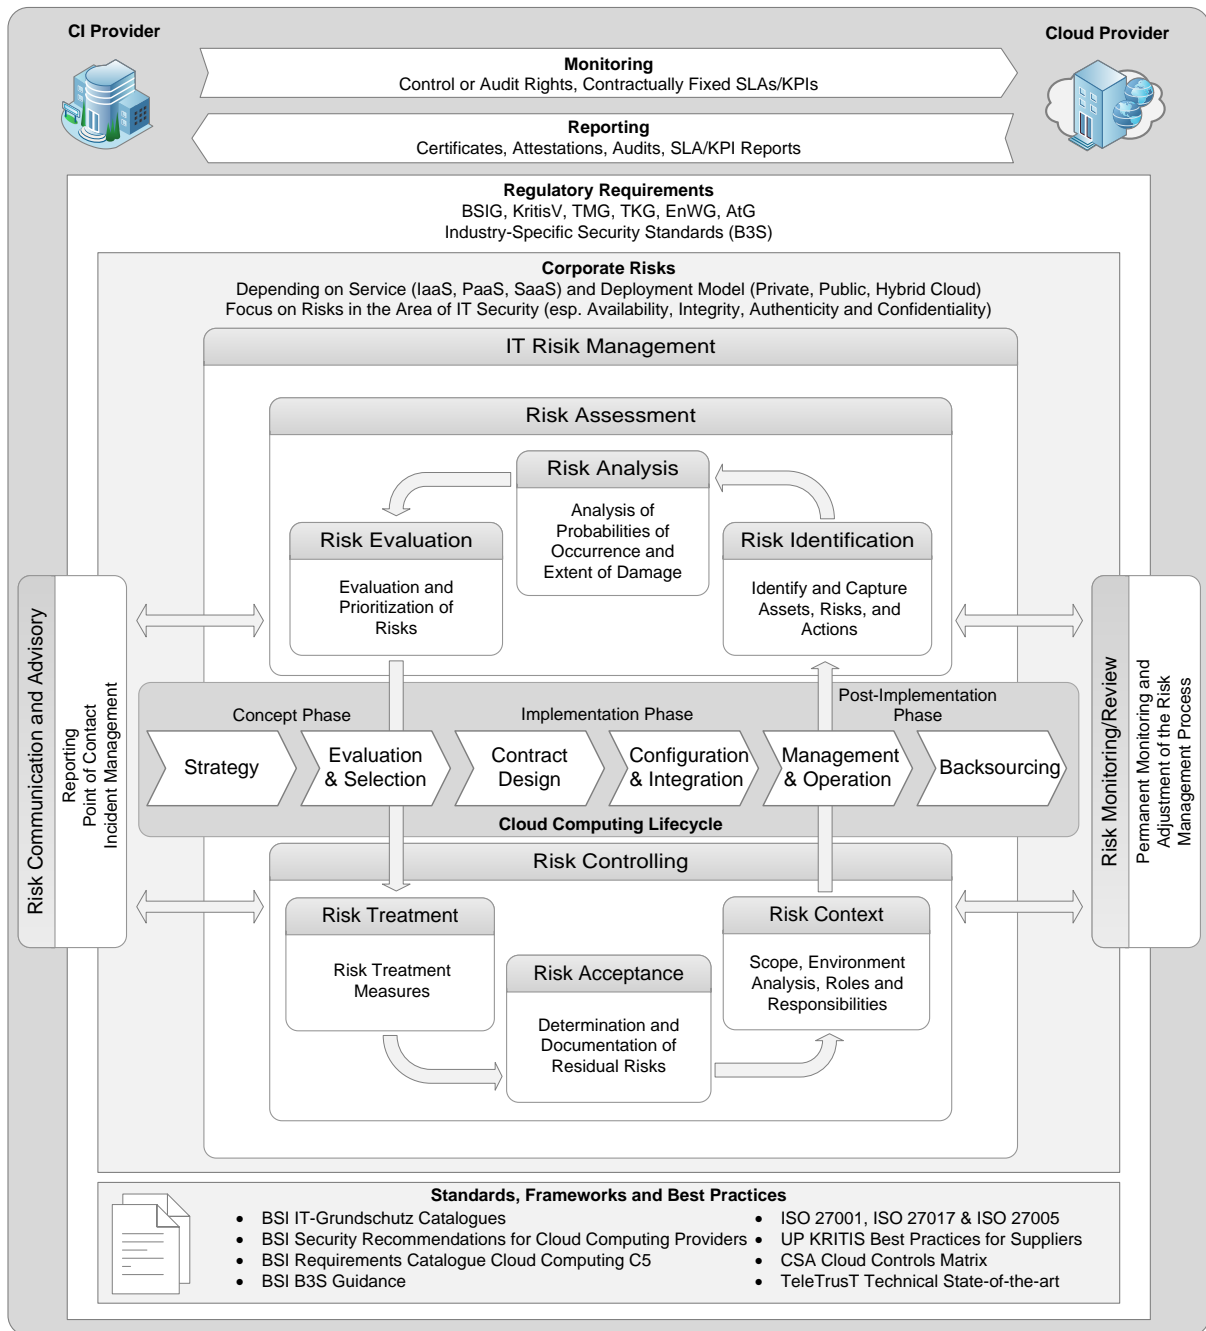 CI Provider
Cloud Provider
Monitoring
Control or Audit Rights, Contractually Fixed SLAs/KPIs
Reporting
Certificates, Attestations, Audits, SLA/KPI Reports
Regulatory Requirements
BSIG, KritisV, TMG, TKG, EnWG, AtG
Industry-Specific Security Standards (B3S)
Corporate Risks
Depending on Service (IaaS, PaaS, SaaS) and Deployment Model (Private, Public, Hybrid Cloud)
Focus on Risks in the Area of IT Security (esp. Availability, Integrity, Authenticity and Confidentiality)
IT Risik Management
Risk Assessment
Risk Analysis
Analysis of
Probabilities of
Occurrence and
Extent of Damage
Risk Evaluation
Evaluation and
Prioritization of
Risks
Risk Identification
Identify and Capture
Assets, Risks, and
Actions
Risk Communication and Advisory
Reporting
Point of Contact
Incident Management
Risk Monitoring/Review
Permanent Monitoring and
Adjustment of the Risk
Management Process
Concept Phase
Implementation Phase
Post-Implementation
Phase
Strategy
Evaluation
& Selection
Contract
Design
Configuration
& Integration
Management
& Operation
Backsourcing
Cloud Computing Lifecycle
Risk Controlling
Risk Treatment
Risk Treatment
Measures
Risk Acceptance
Determination and
Documentation of
Residual Risks
Risk Context
Scope, Environment
Analysis, Roles and
Responsibilities
Standards, Frameworks and Best Practices
• BSI IT-Grundschutz Catalogues
• BSI Security Recommendations for Cloud Computing Providers
• BSI Requirements Catalogue Cloud Computing C5
• BSI B3S Guidance
• ISO 27001, ISO 27017 & ISO 27005
• UP KRITIS Best Practices for Suppliers
• CSA Cloud Controls Matrix
• TeleTrusT Technical State-of-the-art